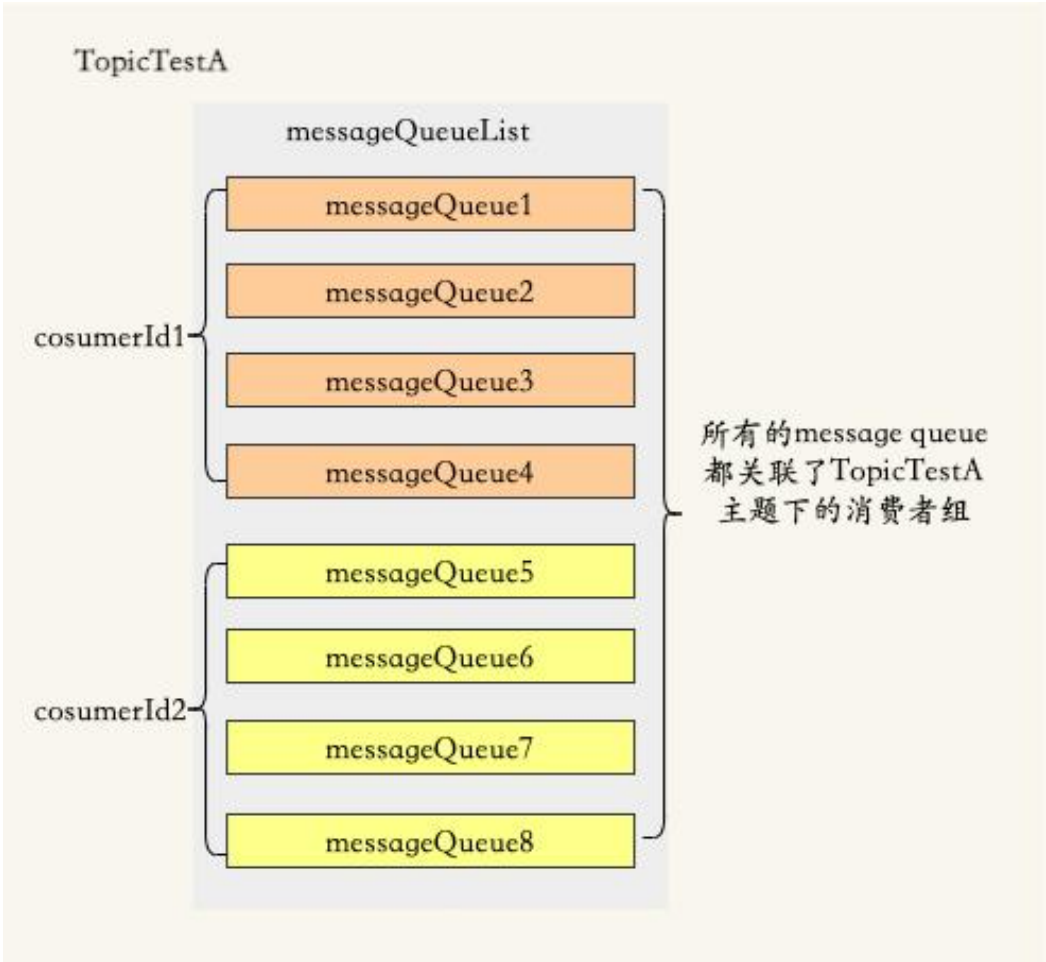 TopicTestA
messageQueueList
messageQueue1
messageQueue2
cosumerId1
messageQueue3
messageQueue4
所有的message queue
都关联了TopicTestA
主题下的消费者组
messageQueue5
messageQueue6
cosumerId2
messageQueue7
messageQueue8